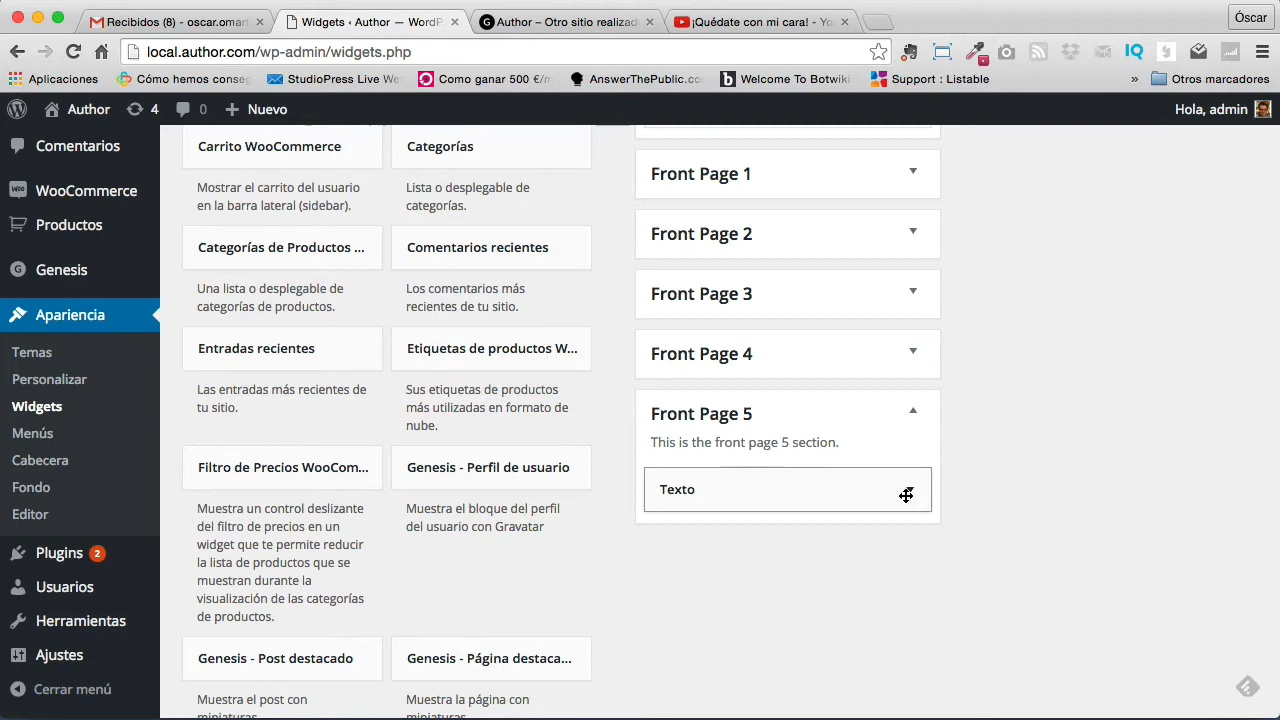 Recibidos (8) - oscar.omart
Widgets ‹ Author — WordP
Author – Otro sitio realizado
¡Quédate con mi cara! - Yo
Óscar
local.author.com/wp-admin/widgets.php
IQ
Aplicaciones
Cómo hemos conse
StudioPress Live We
Como ganar 500 €/m
AnswerThePublic.co
Welcome To Botwiki
Support : Listable
»
Otros marcadores
Author
4
0
Nuevo
Hola, admin
Comentarios
WooCommerce
Productos
Genesis
Apariencia
Temas
Personalizar
Widgets
Menús
Cabecera
Fondo
Editor
Plugins 2
Usuarios
Herramientas
Ajustes
Cerrar menú
Carrito WooCommerce
Mostrar el carrito del usuario
en la barra lateral (sidebar).
Categorías
Lista o desplegable de
categorías.
Categorías de Productos ...
Una lista o desplegable de
categorías de productos.
Comentarios recientes
Los comentarios más
recientes de tu sitio.
Entradas recientes
Las entradas más recientes de
tu sitio.
Etiquetas de productos W...
Sus etiquetas de productos
más utilizadas en formato de
nube.
Filtro de Precios WooCom...
Muestra un control deslizante
del filtro de precios en un
widget que te permite reducir
la lista de productos que se
muestran durante la
visualización de las categorías
de productos.
Genesis - Perfil de usuario
Muestra el bloque del perfil
del usuario con Gravatar
Genesis - Post destacado
Muestra el post con
miniaturas
Genesis - Página destaca...
Muestra la página con
miniaturas
Front Page 1
Front Page 2
Front Page 3
Front Page 4
Front Page 5
This is the front page 5 section.
Texto